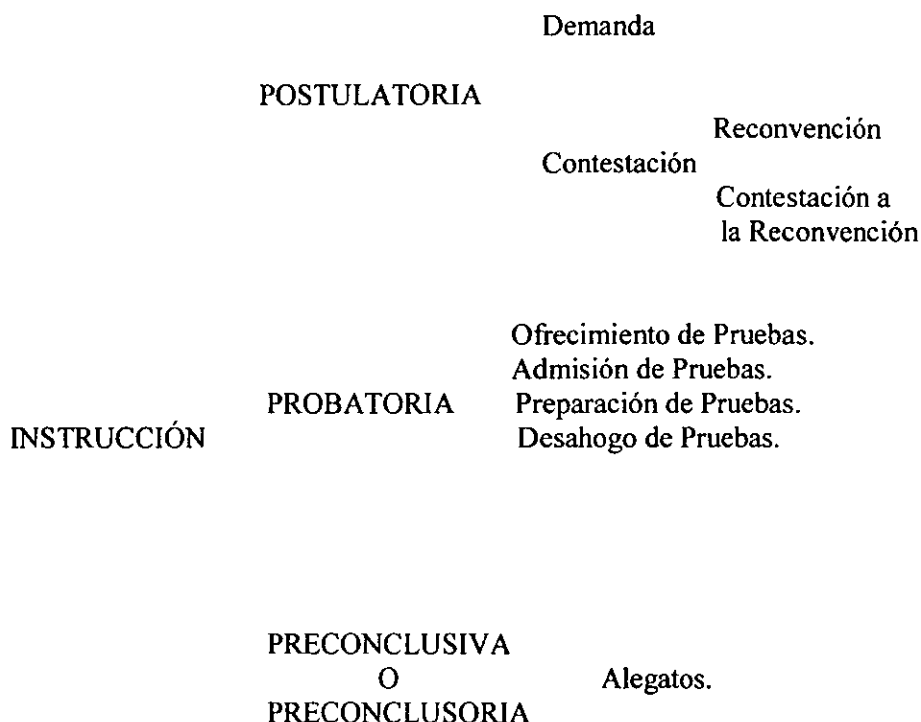 Demanda
POSTULATORIA
Reconvención
Contestación
Contestación a
la Reconvención
Ofrecimiento de Pruebas.
Admisión de Pruebas.
PROBATORIA Preparación de Pruebas.
INSTRUCCIÓN Desahogo de Pruebas.
PRECONCLUSIVA
O Alegatos.
PRECONCLUSORIA